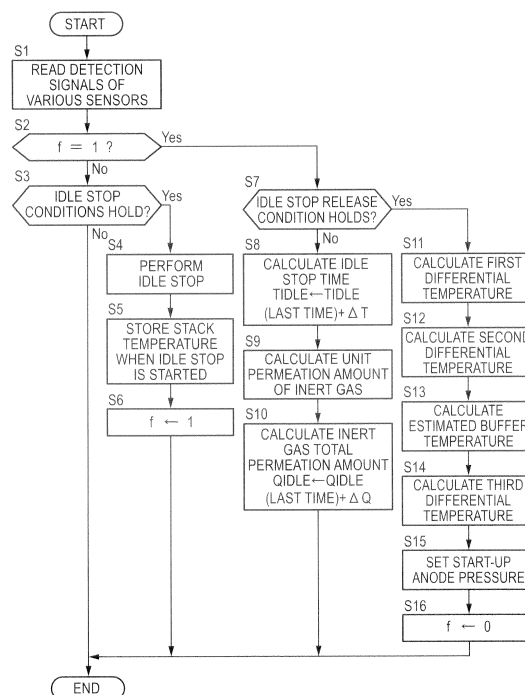 START
S1
READ DETECTION
SIGNALS OF
VARIOUS SENSORS
S2
f = 1 ?
Yes
No
S3
IDLE STOP
CONDITIONS HOLD?
Yes
No
S4
PERFORM
IDLE STOP
S5
STORE STACK
TEMPERATURE
WHEN IDLE STOP
IS STARTED
S6
f ← 1
S7
IDLE STOP RELEASE
CONDITION HOLDS?
Yes
No
S8
CALCULATE IDLE
STOP TIME
TIDLE←TIDLE
(LAST TIME)+ΔT
S9
CALCULATE UNIT
PERMEATION AMOUNT
OF INERT GAS
S10
CALCULATE INERT
GAS TOTAL
PERMEATION AMOUNT
QIDLE←QIDLE
(LAST TIME)+ΔQ
S11
CALCULATE FIRST
DIFFERENTIAL
TEMPERATURE
S12
CALCULATE SECOND
DIFFERENTIAL
TEMPERATURE
S13
CALCULATE
ESTIMATED BUFFER
TEMPERATURE
S14
CALCULATE THIRD
DIFFERENTIAL
TEMPERATURE
S15
SET START-UP
ANODE PRESSURE
S16
f ← 0
END